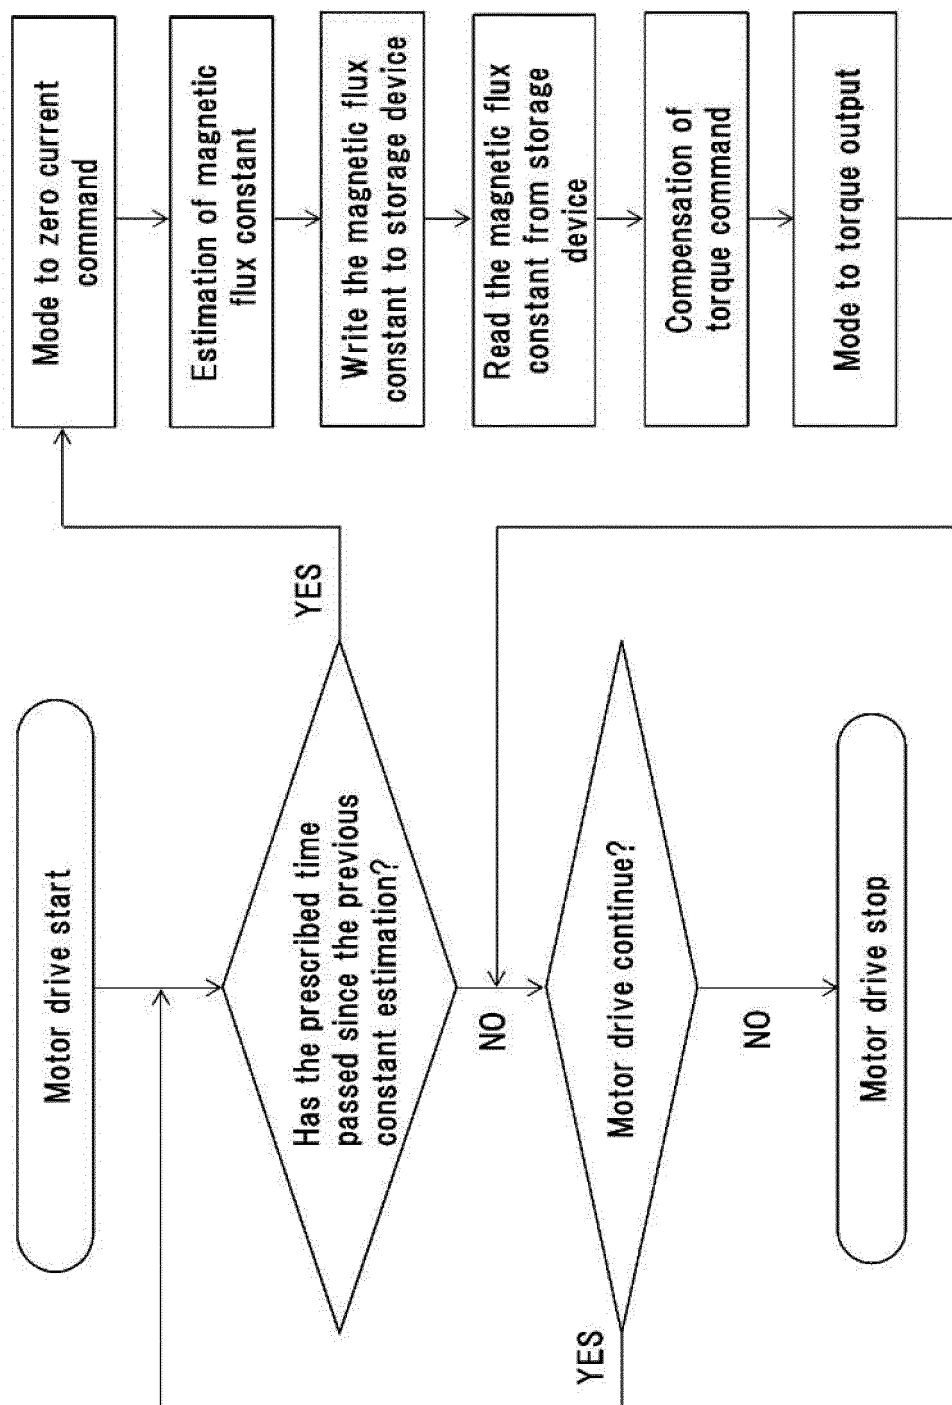 Motor drive start
Has the prescribed time
passed since the previous
constant estimation?
YES
NO
Motor drive continue?
YES
NO
Motor drive stop
Mode to zero current
command
Estimation of magnetic
flux constant
Write the magnetic flux
constant to storage device
Read the magnetic flux
constant from storage
device
Compensation of
torque command
Mode to torque output